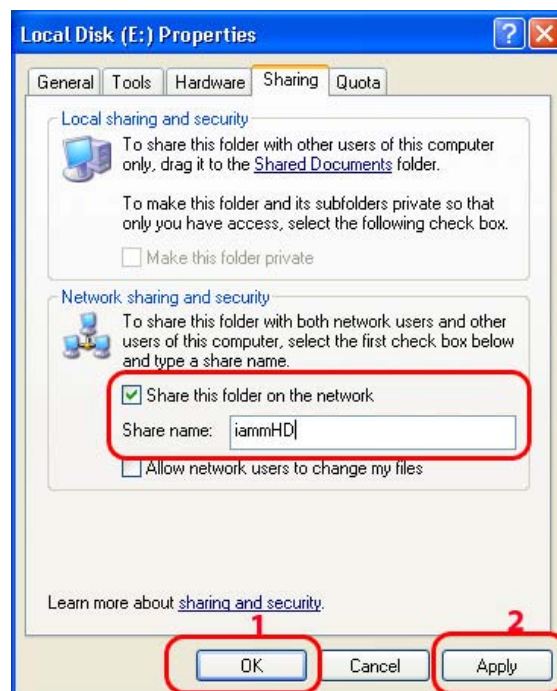 Local Disk (E:) Properties
?
General Tools Hardware Sharing Quota
Local sharing and security
To share this folder with other users of this computer
only, drag it to the Shared Documents folder.
To make this folder and its subfolders private so that
only you have access, select the following check box.
Make this folder private
Network sharing and security
To share this folder with both network users and other
users of this computer, select the first check box below
and type a share name.
Share this folder on the network
Share name: iammHD
Allow network users to change my files
Learn more about sharing and security.
1 2
OK Cancel Apply